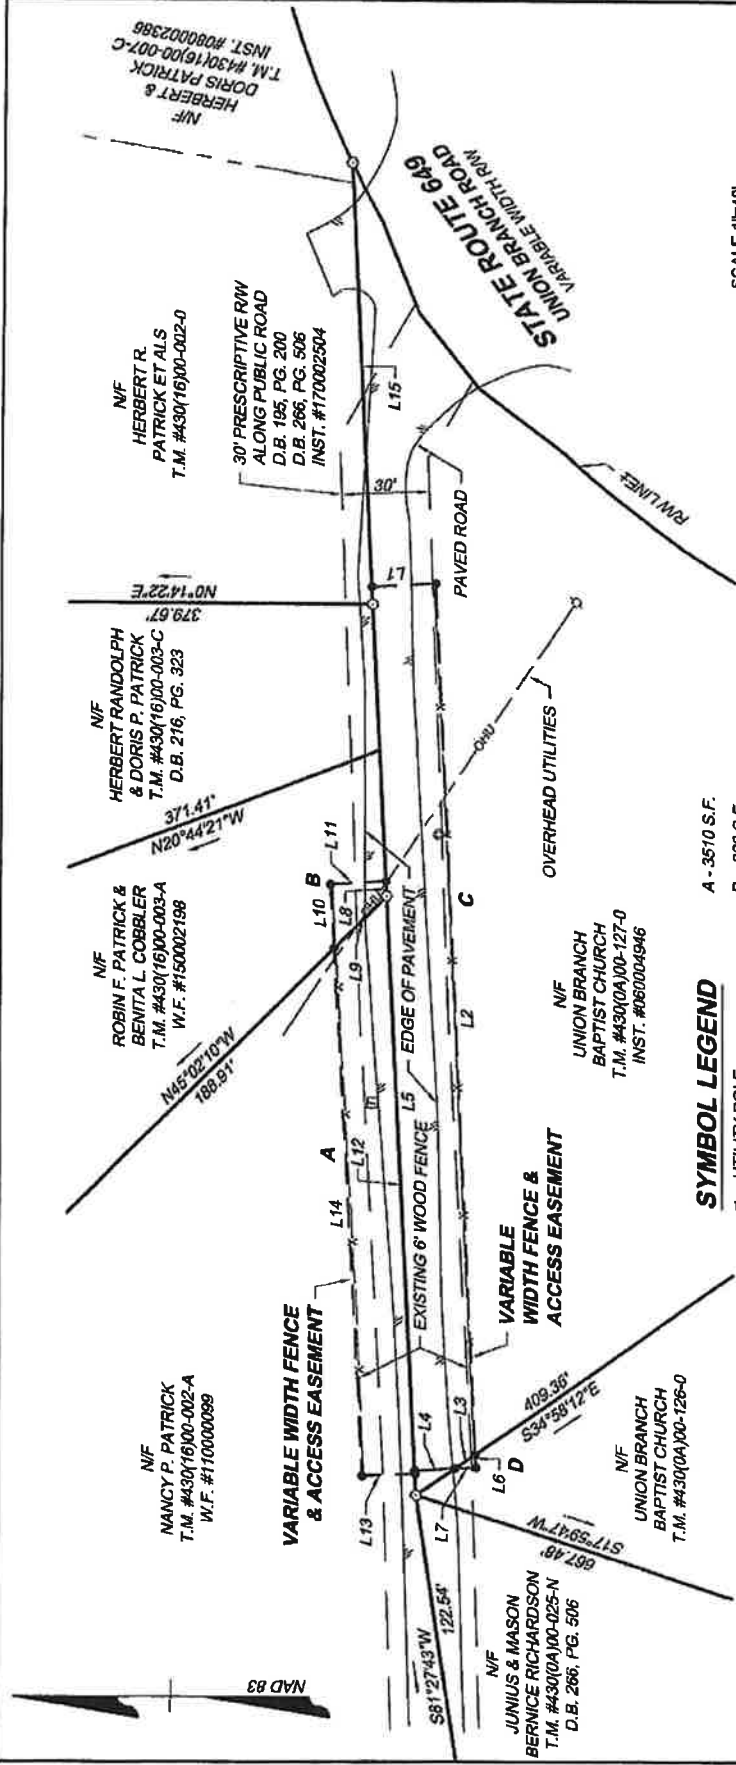 N/F
HERBERT &
DORIS PATRICK
T.M. #430(16)00-007-C
INST. #080002386
STATE ROUTE 649
UNION BRANCH ROAD
VARIABLE WIDTH R/W
N/F
HERBERT R.
PATRICK ET ALS
T.M. #430(16)00-002-0
30' PRESCRIPTIVE R/W
ALONG PUBLIC ROAD
D.B. 195, PG. 200
D.B. 266, PG. 506
INST. #170002504
L15
30'
R/W LINE±
PAVED ROAD
L1
N0°14'22"E
379.67'
N/F
HERBERT RANDOLPH
& DORIS P. PATRICK
T.M. #430(16)00-003-C
D.B. 216, PG. 323
371.41'
N20°44'21"W
OHU
OVERHEAD UTILITIES
N/F
ROBIN F. PATRICK &
BENITA L. COBBLER
T.M. #430(16)00-003-A
W.F. #150002198
L10
B
L11
OHU
L8
L9
EDGE OF PAVEMENT
C
L2
N45°02'10"W
188.91'
N/F
UNION BRANCH
BAPTIST CHURCH
T.M. #430(0A)00-127-0
INST. #060004946
A - 3510 S.F.
A
L14
L12
L5
EXISTING 6' WOOD FENCE
SYMBOL LEGEND
UTILITY POLE
VARIABLE WIDTH FENCE
& ACCESS EASEMENT
VARIABLE
WIDTH FENCE &
ACCESS EASEMENT
N/F
NANCY P. PATRICK
T.M. #430(16)00-002-A
W.F. #110000099
L13
L4
L3
L7
L6
D
409.36'
S34°58'12"E
N/F
UNION BRANCH
BAPTIST CHURCH
T.M. #430(0A)00-126-0
S17°59'47"W
667.48'
S81°27'43"W
122.54'
N/F
JUNIUS & MASON
BERNICE RICHARDSON
T.M. #430(0A)00-025-N
D.B. 266, PG. 506
NAD 83